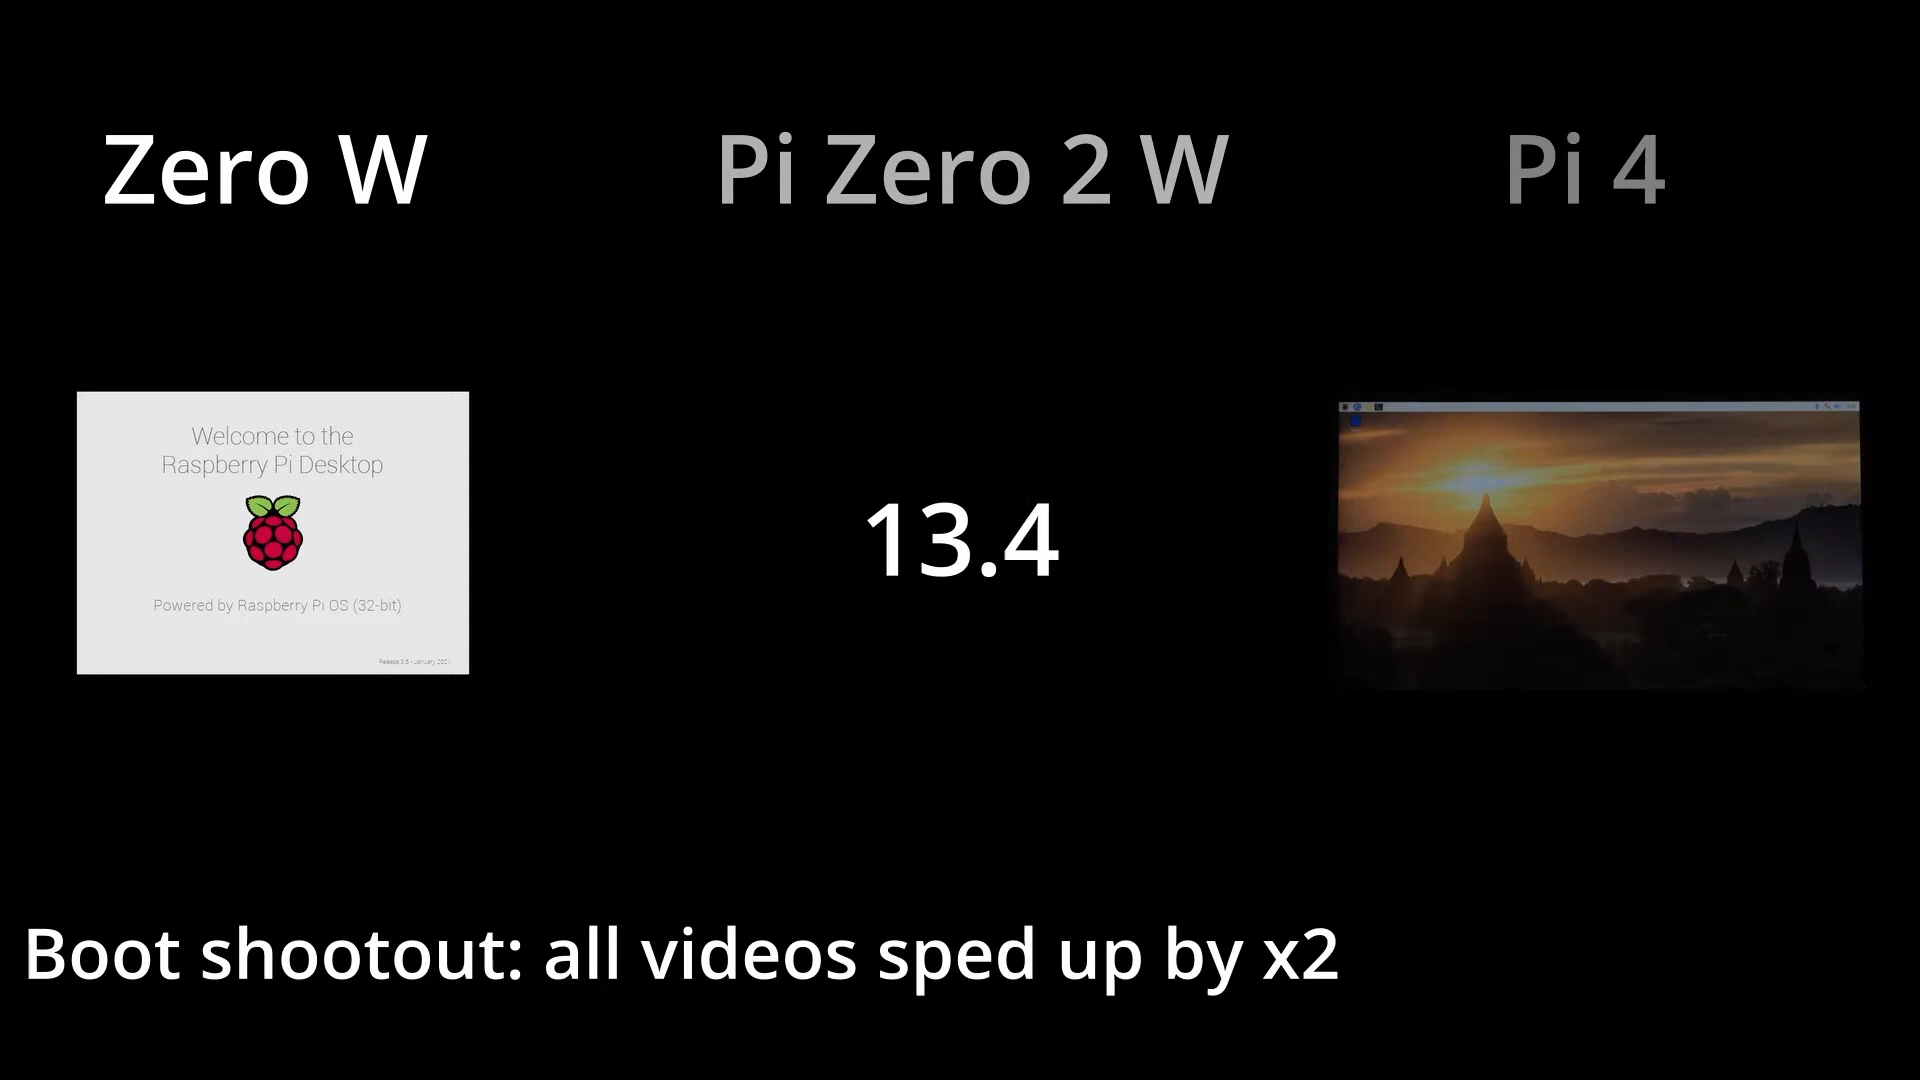 Zero W
Pi Zero 2 W
Pi 4
Welcome to the
Raspberry Pi Desktop
Powered by Raspberry Pi OS (32-bit)
13.4
Boot shootout: all videos sped up by x2